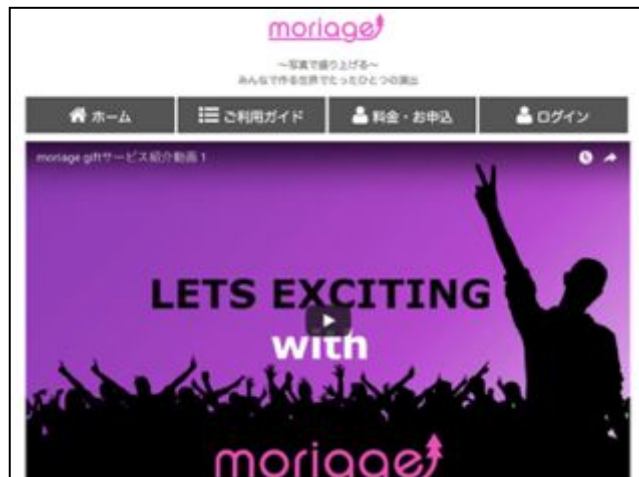 moriage
～写真で盛り上げる～
みんなで作る世界でたったひとつの演出
ホーム
ご利用ガイド
料金・お申込
ログイン
moriage giftサービス紹介動画 1
LETS EXCITING
with
moriage